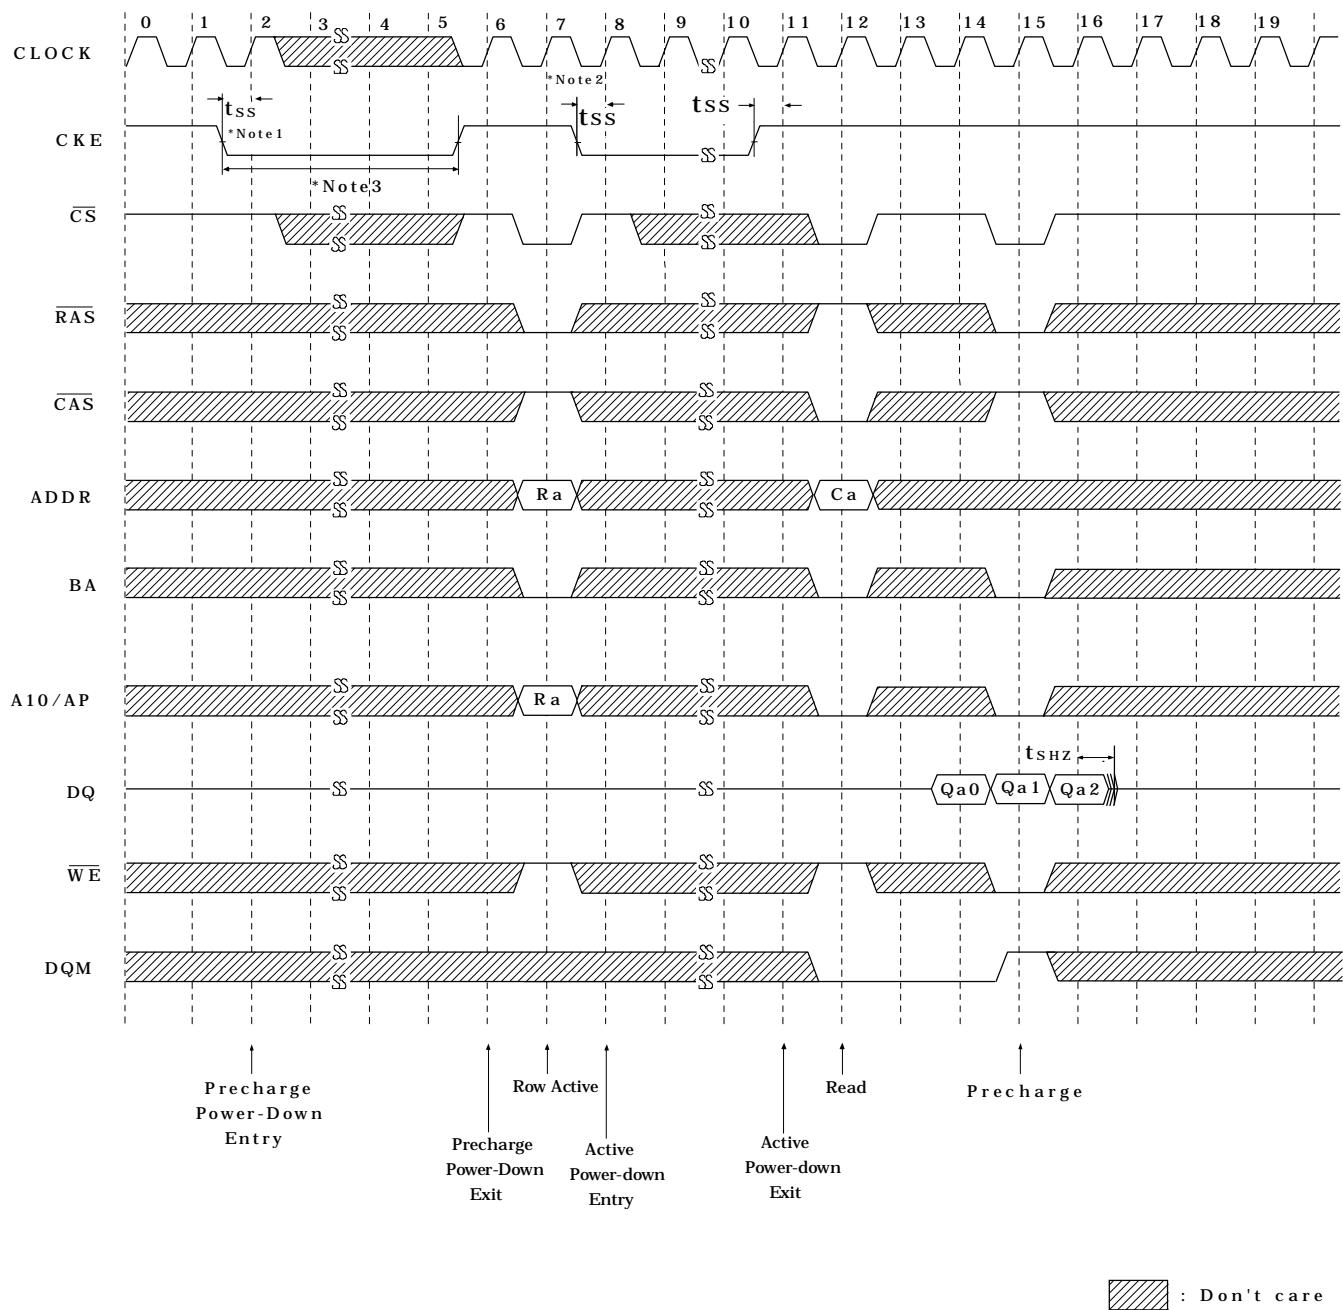 0 1 2 3 4 5 6 7 8 9 10 11 12 13 14 15 16 17 18 19
CLOCK
*Note2
tSS
tSS
tSS
*Note1
CKE
*Note3
CS
RAS
CAS
ADDR
Ra
Ca
BA
A10/AP
Ra
tSHZ
DQ
Qa0
Qa1
Qa2
WE
DQM
Precharge
Power-Down
Entry
Precharge
Power-Down
Exit
Row Active
Active
Power-down
Entry
Active
Power-down
Exit
Read
Precharge
: Don't care